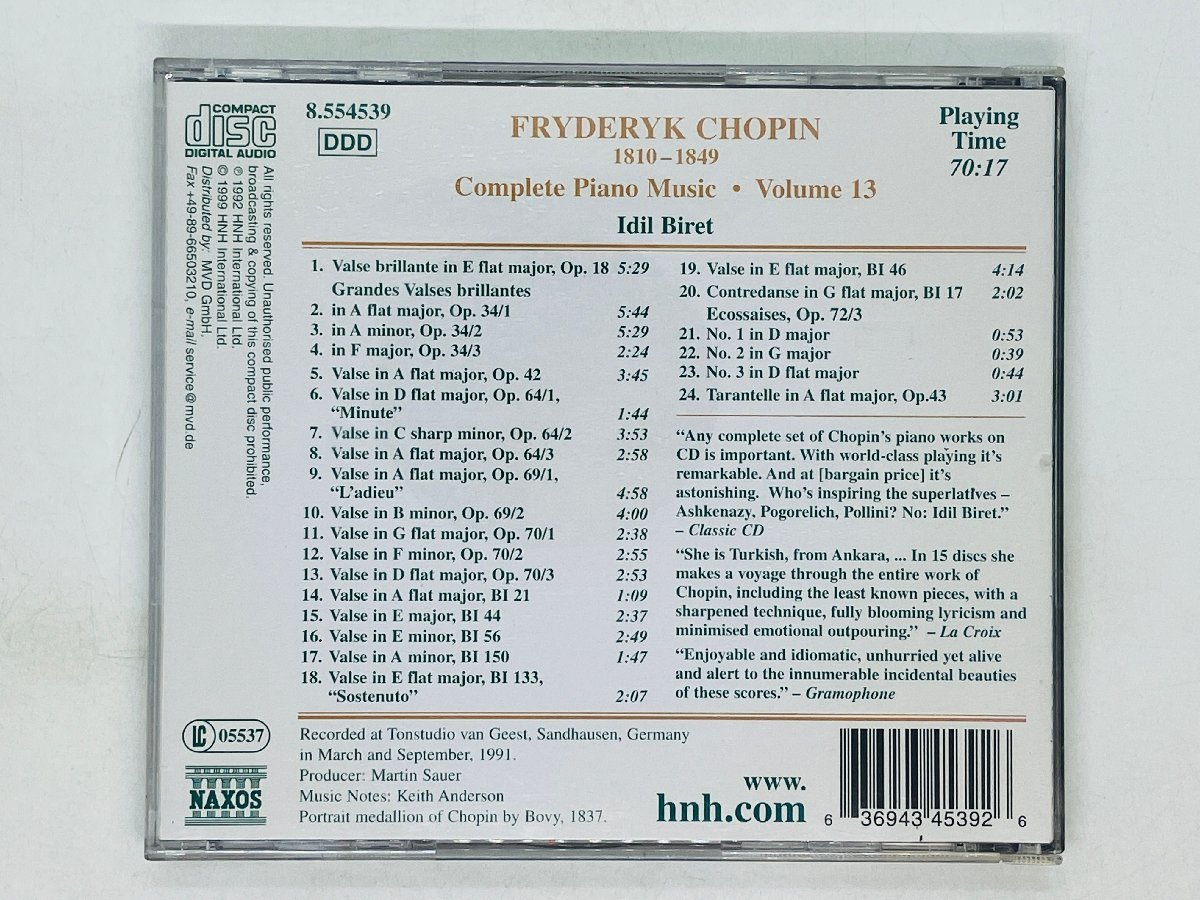 COMPACT
disc
DIGITAL AUDIO
8.554539
DDD
FRYDERYK CHOPIN
1810–1849
Complete Piano Music • Volume 13
Idil Biret
Playing
Time
70:17
All rights reserved. Unauthorised public performance,
broadcasting & copying of this compact disc prohibited.
℗ 1992 HNH International Ltd.
© 1999 HNH International Ltd.
Distributed by: MVD GmbH.
Fax +49-89-66503210, e-mail service@mvd.de
1. Valse brillante in E flat major, Op. 18 5:29
Grandes Valses brillantes
2. in A flat major, Op. 34/1 5:44
3. in A minor, Op. 34/2 5:29
4. in F major, Op. 34/3 2:24
5. Valse in A flat major, Op. 42 3:45
6. Valse in D flat major, Op. 64/1,
“Minute” 1:44
7. Valse in C sharp minor, Op. 64/2 3:53
8. Valse in A flat major, Op. 64/3 2:58
9. Valse in A flat major, Op. 69/1,
“L'adieu” 4:58
10. Valse in B minor, Op. 69/2 4:00
11. Valse in G flat major, Op. 70/1 2:38
12. Valse in F minor, Op. 70/2 2:55
13. Valse in D flat major, Op. 70/3 2:53
14. Valse in A flat major, BI 21 1:09
15. Valse in E major, BI 44 2:37
16. Valse in E minor, BI 56 2:49
17. Valse in A minor, BI 150 1:47
18. Valse in E flat major, BI 133,
“Sostenuto” 2:07
19. Valse in E flat major, BI 46 4:14
20. Contredanse in G flat major, BI 17 2:02
Ecossaises, Op. 72/3
21. No. 1 in D major 0:53
22. No. 2 in G major 0:39
23. No. 3 in D flat major 0:44
24. Tarantelle in A flat major, Op.43 3:01
“Any complete set of Chopin's piano works on
CD is important. With world-class playing it's
remarkable. And at [bargain price] it's
astonishing. Who's inspiring the superlatives –
Ashkenazy, Pogorelich, Pollini? No: Idil Biret.”
– Classic CD
“She is Turkish, from Ankara, ... In 15 discs she
makes a voyage through the entire work of
Chopin, including the least known pieces, with a
sharpened technique, fully blooming lyricism and
minimised emotional outpouring.” – La Croix
“Enjoyable and idiomatic, unhurried yet alive
and alert to the innumerable incidental beauties
of these scores.” – Gramophone
LC 05537
NAXOS
Recorded at Tonstudio van Geest, Sandhausen, Germany
in March and September, 1991.
Producer: Martin Sauer
Music Notes: Keith Anderson
Portrait medallion of Chopin by Bovy, 1837.
www.
hnh.com
6 36943 45392 6